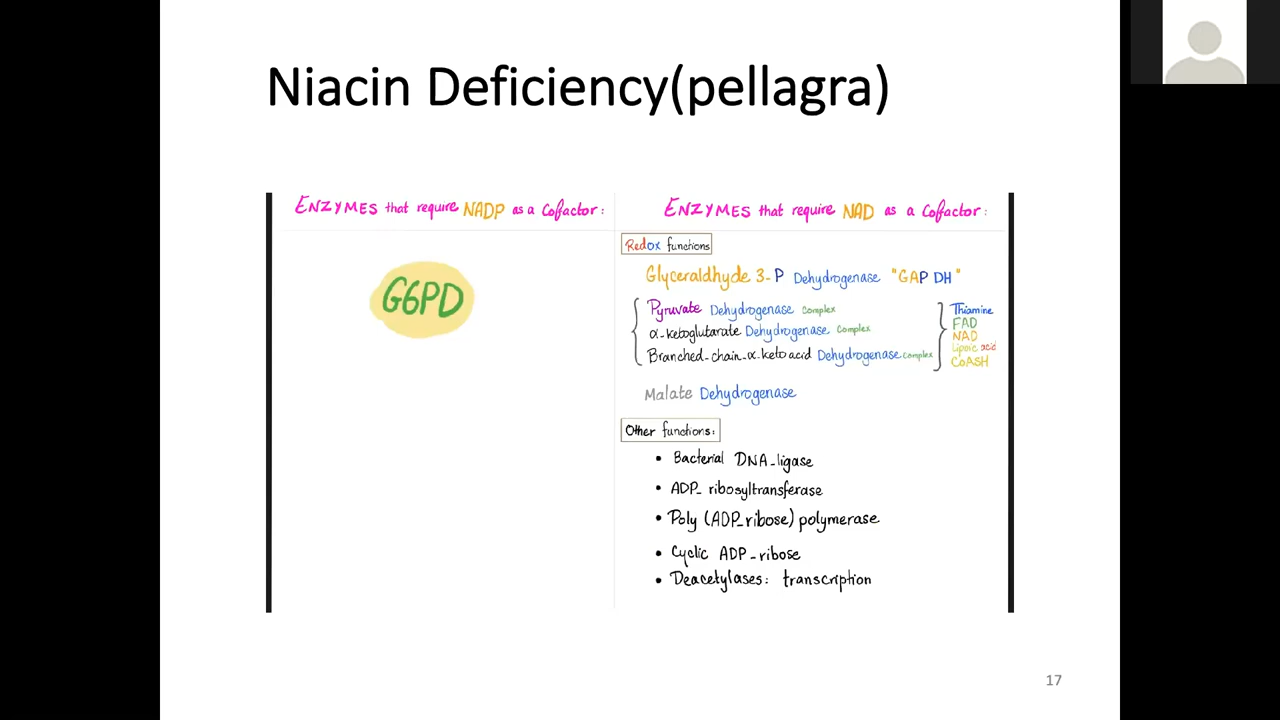 Niacin Deficiency(pellagra)
ENZYMES that require NADP as a Cofactor:
G6PD
ENZYMES that require NAD as a Cofactor:
Redox functions
Glyceraldhyde 3-P Dehydrogenase "GAP DH"
Pyruvate Dehydrogenase Complex
α-ketoglutarate Dehydrogenase Complex
Branched-chain-α-keto acid Dehydrogenase Complex
Thiamine
FAD
NAD
Lipoic acid
CoASH
Malate Dehydrogenase
Other functions:
• Bacterial DNA-ligase
• ADP-ribosyltransferase
• Poly (ADP-ribose) polymerase
• Cyclic ADP-ribose
• Deacetylases: transcription
17